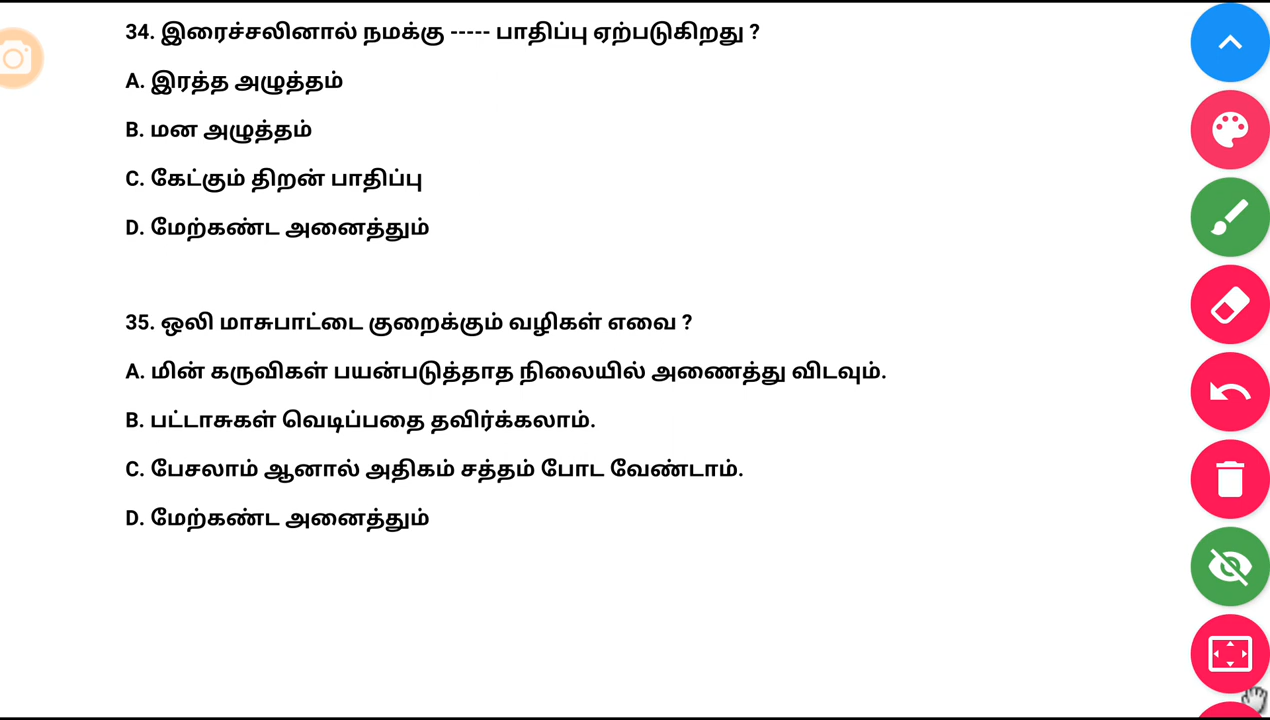 34. இரைச்சலினால் நமக்கு ----- பாதிப்பு ஏற்படுகிறது ?
A. இரத்த அழுத்தம்
B. மன அழுத்தம்
C. கேட்கும் திறன் பாதிப்பு
D. மேற்கண்ட அனைத்தும்
35. ஒலி மாசுபாட்டை குறைக்கும் வழிகள் எவை ?
A. மின் கருவிகள் பயன்படுத்தாத நிலையில் அணைத்து விடவும்.
B. பட்டாசுகள் வெடிப்பதை தவிர்க்கலாம்.
C. பேசலாம் ஆனால் அதிகம் சத்தம் போட வேண்டாம்.
D. மேற்கண்ட அனைத்தும்